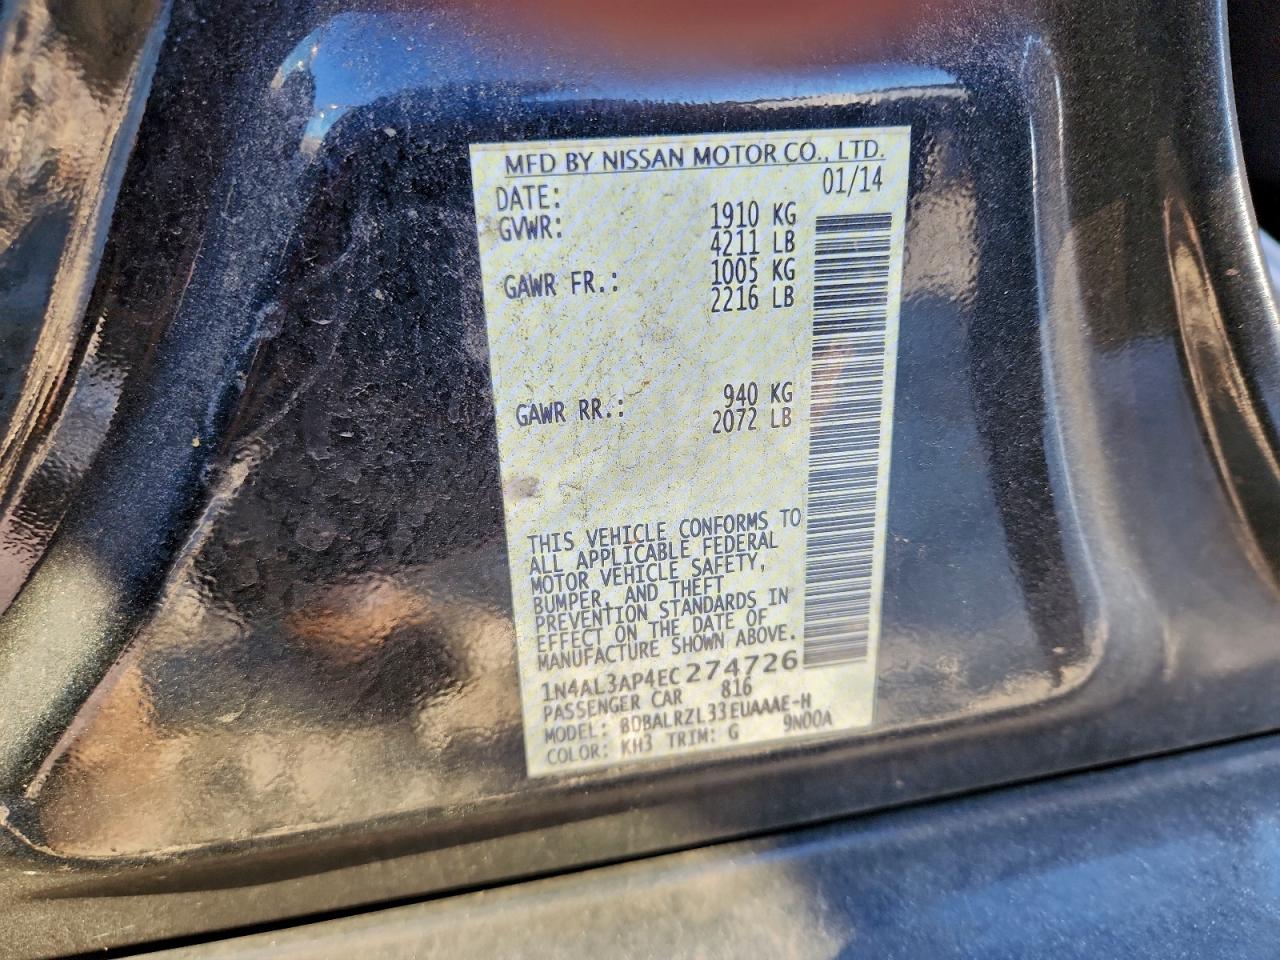 MFD BY NISSAN MOTOR CO., LTD.
DATE: 01/14
GVWR: 1910 KG
4211 LB
GAWR FR.: 1005 KG
2216 LB
GAWR RR.: 940 KG
2072 LB
THIS VEHICLE CONFORMS TO
ALL APPLICABLE FEDERAL
MOTOR VEHICLE SAFETY,
BUMPER, AND THEFT
PREVENTION STANDARDS IN
EFFECT ON THE DATE OF
MANUFACTURE SHOWN ABOVE.
1N4AL3AP4EC274726
PASSENGER CAR 816
MODEL: BDBALRZL33EUAAAE-H
COLOR: KH3 TRIM: G 9N00A